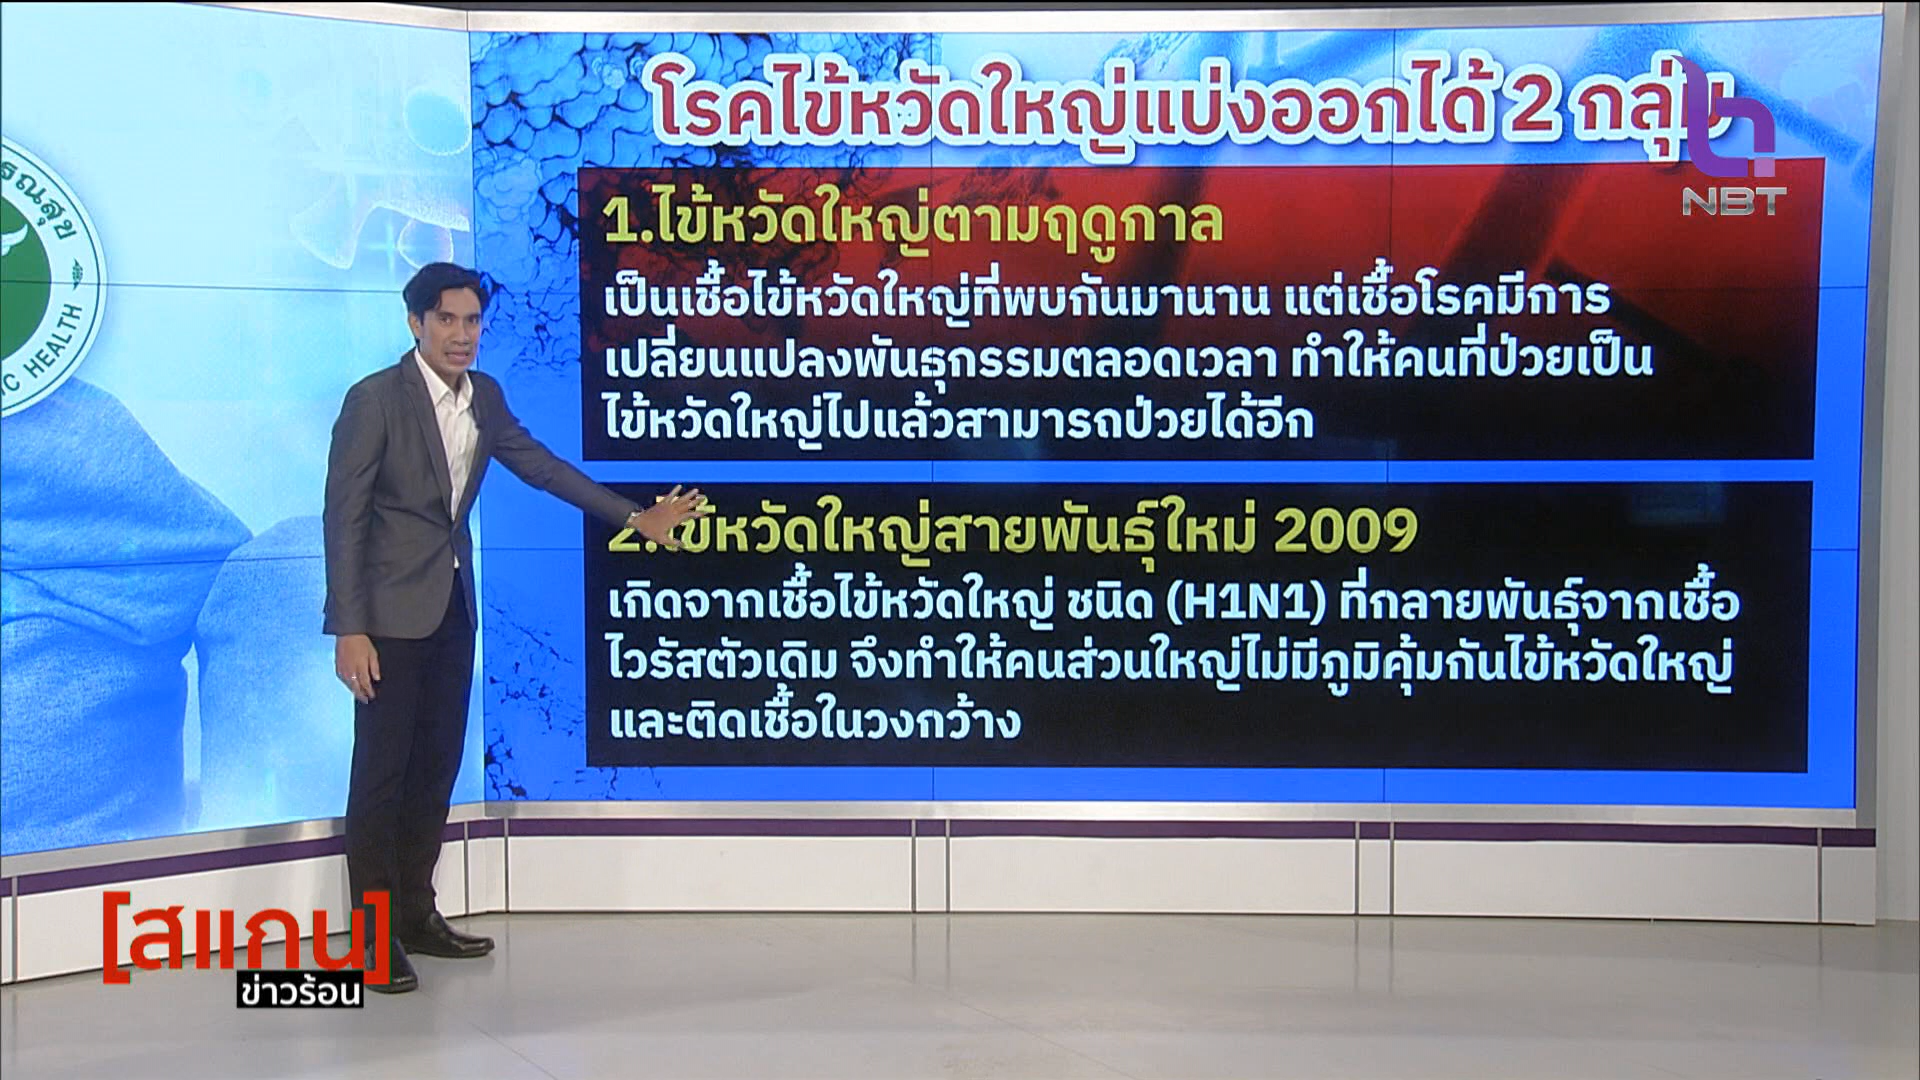 โรคไข้หวัดใหญ่แบ่งออกได้ 2 กลุ่ม
NBT
1.ไข้หวัดใหญ่ตามฤดูกาล
เป็นเชื้อไข้หวัดใหญ่ที่พบกันมานาน แต่เชื้อโรคมีการ
เปลี่ยนแปลงพันธุกรรมตลอดเวลา ทำให้คนที่ป่วยเป็น
ไข้หวัดใหญ่ไปแล้วสามารถป่วยได้อีก
2.ไข้หวัดใหญ่สายพันธุ์ใหม่ 2009
เกิดจากเชื้อไข้หวัดใหญ่ ชนิด (H1N1) ที่กลายพันธุ์จากเชื้อ
ไวรัสตัวเดิม จึงทำให้คนส่วนใหญ่ไม่มีภูมิคุ้มกันไข้หวัดใหญ่
และติดเชื้อในวงกว้าง
HEALTH
[สแกน]
ข่าวร้อน